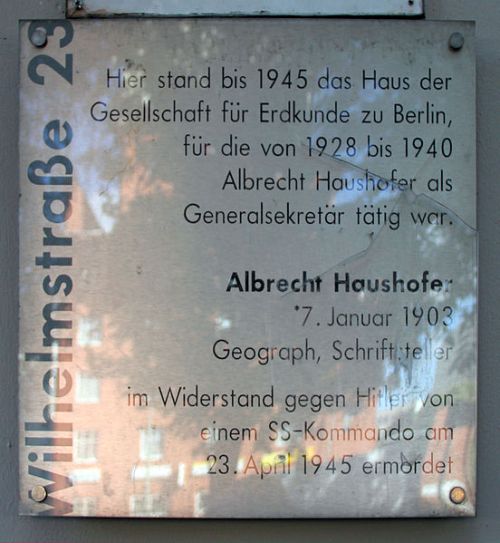 Wilhelmstraße 23
Hier stand bis 1945 das Haus der
Gesellschaft für Erdkunde zu Berlin,
für die von 1928 bis 1940
Albrecht Haushofer als
Generalsekretär tätig war.
Albrecht Haushofer
*7. Januar 1903
Geograph, Schriftsteller
im Widerstand gegen Hitler von
einem SS-Kommando am
23. April 1945 ermordet